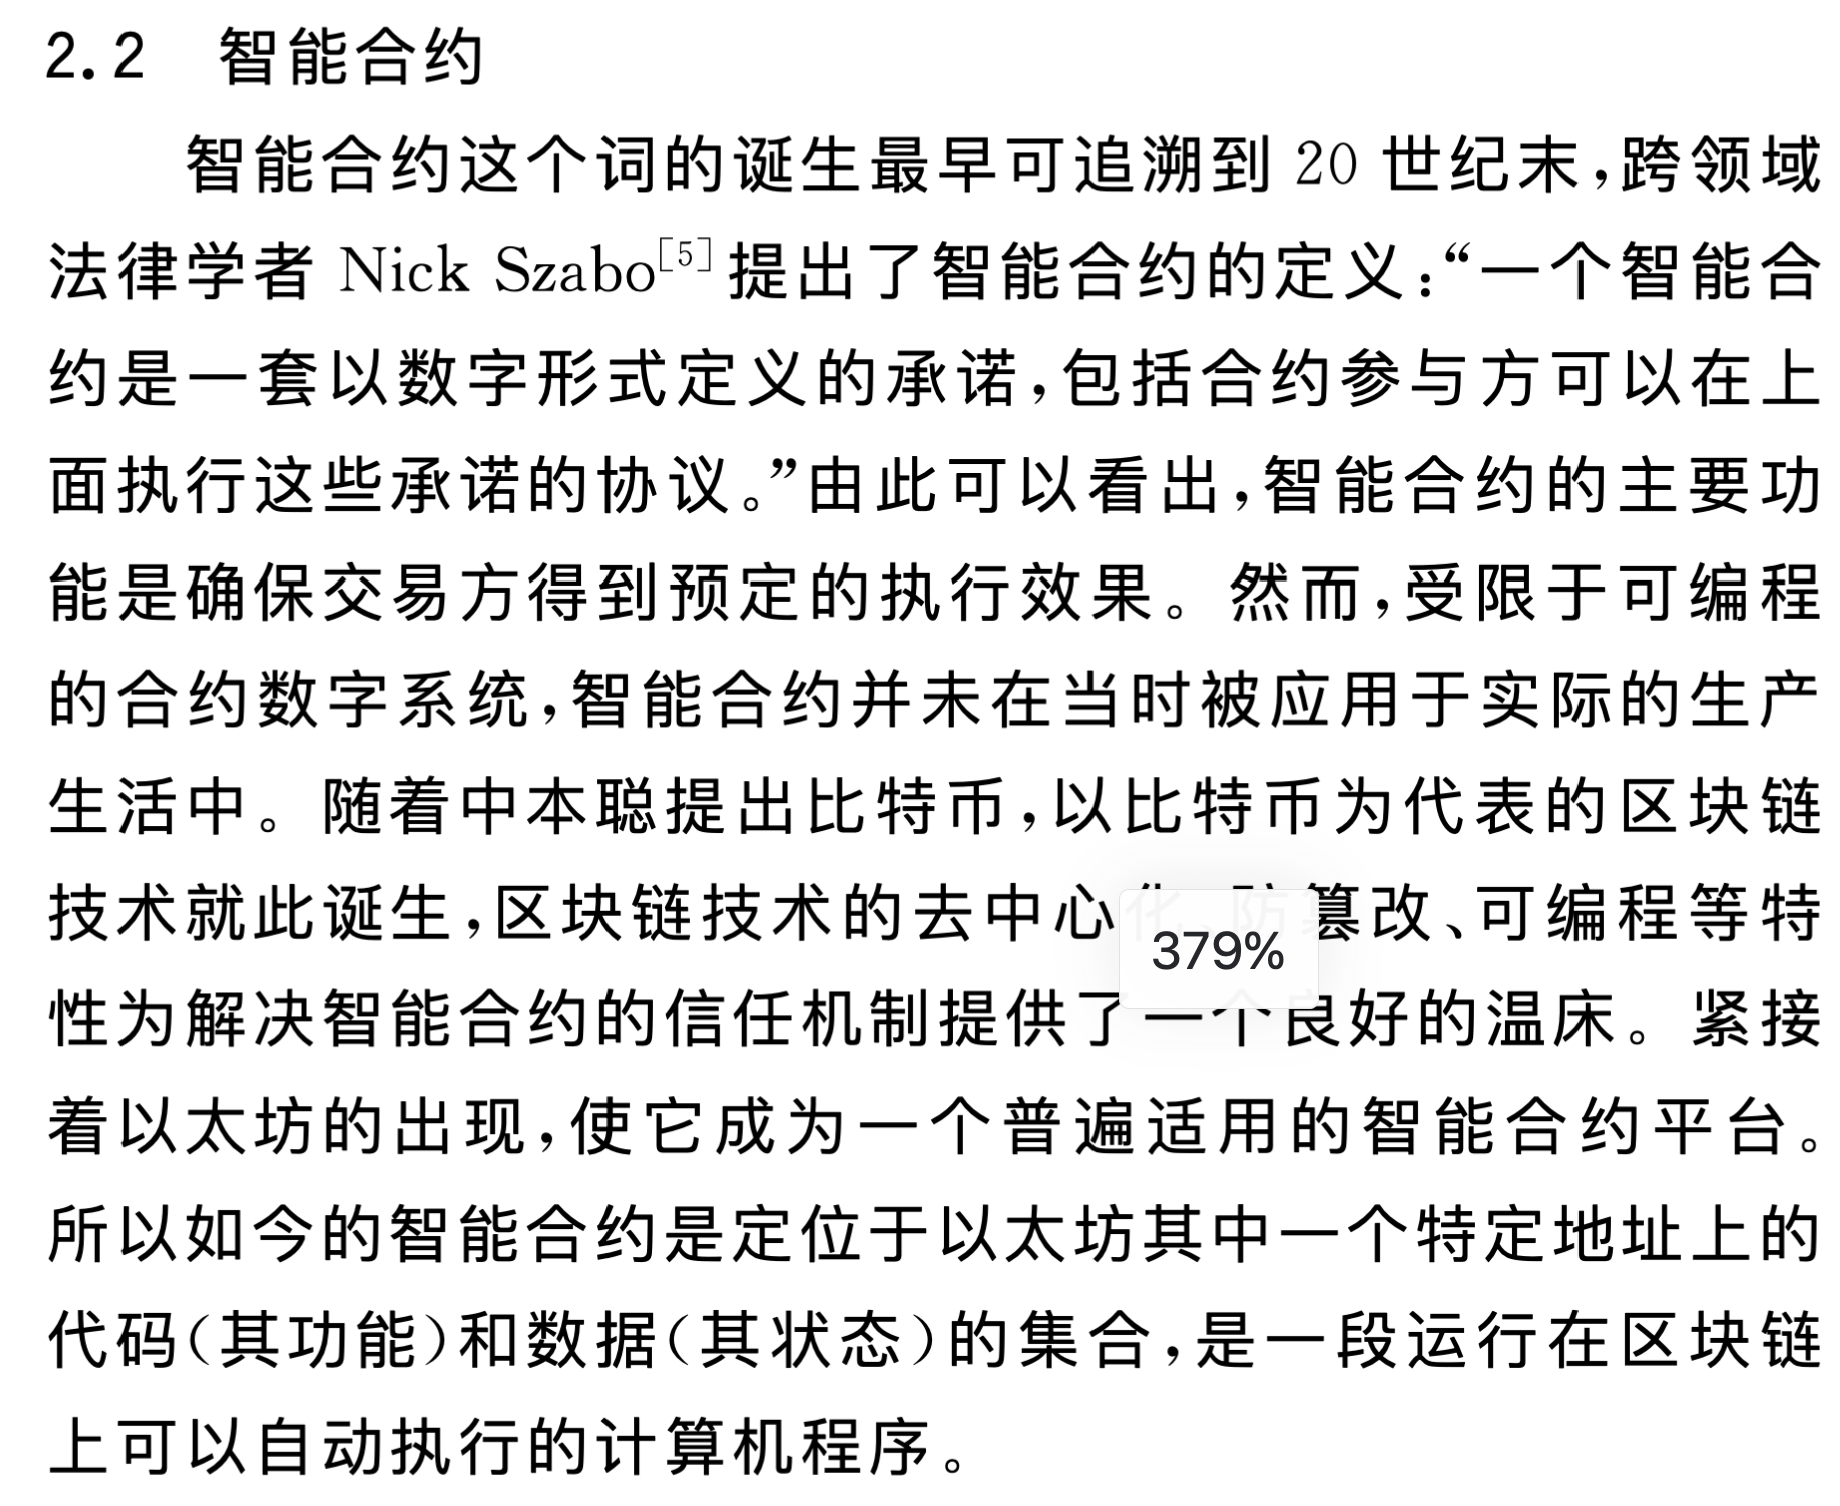 2.2 智能合约
智能合约这个词的诞生最早可追溯到 20 世纪末,跨领域
法律学者 Nick Szabo[5]提出了智能合约的定义:“一个智能合
约是一套以数字形式定义的承诺,包括合约参与方可以在上
面执行这些承诺的协议。”由此可以看出,智能合约的主要功
能是确保交易方得到预定的执行效果。然而,受限于可编程
的合约数字系统,智能合约并未在当时被应用于实际的生产
生活中。随着中本聪提出比特币,以比特币为代表的区块链
技术就此诞生,区块链技术的去中心化、防篡改、可编程等特
379%
性为解决智能合约的信任机制提供了一个良好的温床。紧接
着以太坊的出现,使它成为一个普遍适用的智能合约平台。
所以如今的智能合约是定位于以太坊其中一个特定地址上的
代码(其功能)和数据(其状态)的集合,是一段运行在区块链
上可以自动执行的计算机程序。